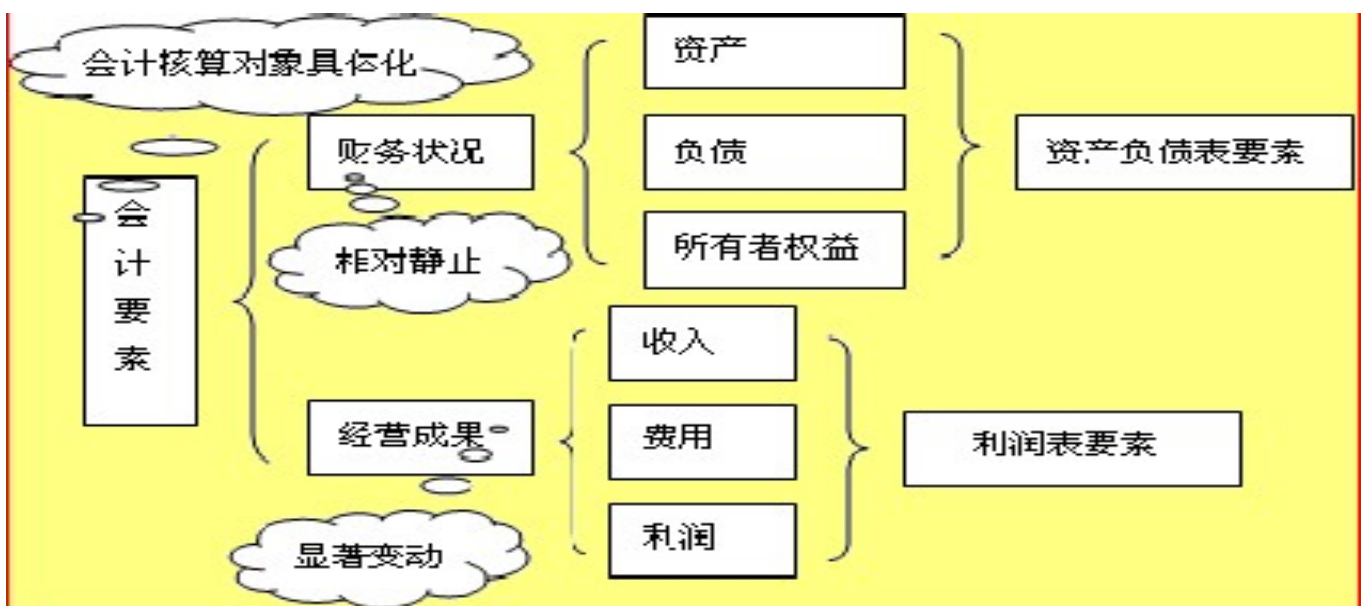 会计核算对象具体化
会计要素
财务状况
相对静止
资产
负债
所有者权益
资产负债表要素
经营成果
显著变动
收入
费用
利润
利润表要素